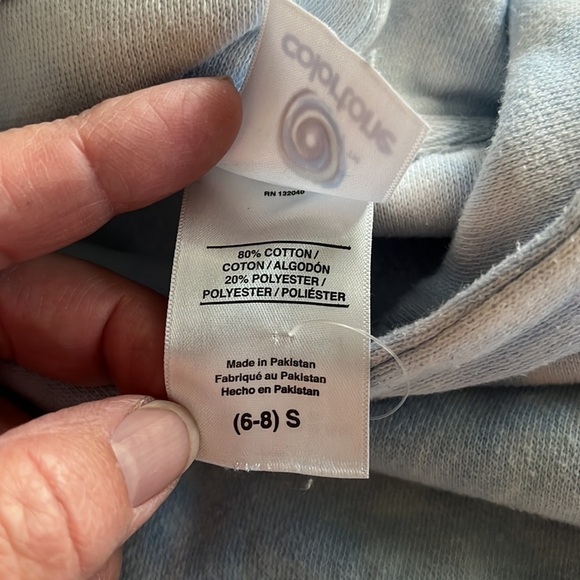 colortone
RN 132040
80% COTTON /
COTON / ALGODÓN
20% POLYESTER /
POLYESTER / POLIÉSTER
Made in Pakistan
Fabriqué au Pakistan
Hecho en Pakistan
(6-8) S